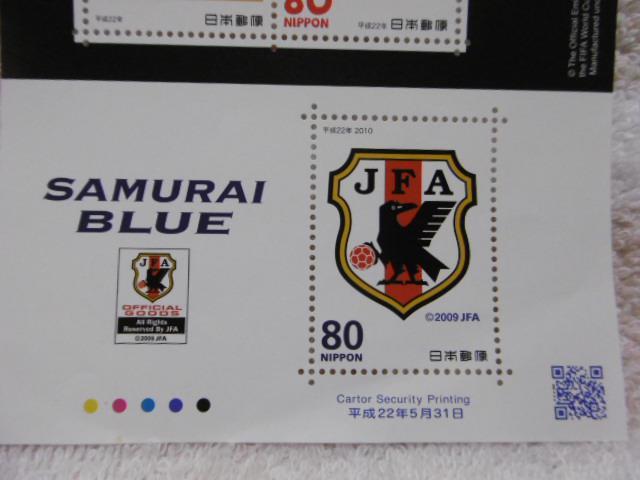 平成22年
日本郵便
80
NIPPON
平成22年
日本郵便
© The Official Em
the FIFA World Cu
Manufactured und
平成22年 2010
JFA
©2009 JFA
80
NIPPON
日本郵便
SAMURAI
BLUE
JFA
OFFICIAL
GOODS
All Rights
Reserved By JFA
©2009 JFA
Cartor Security Printing
平成22年5月31日